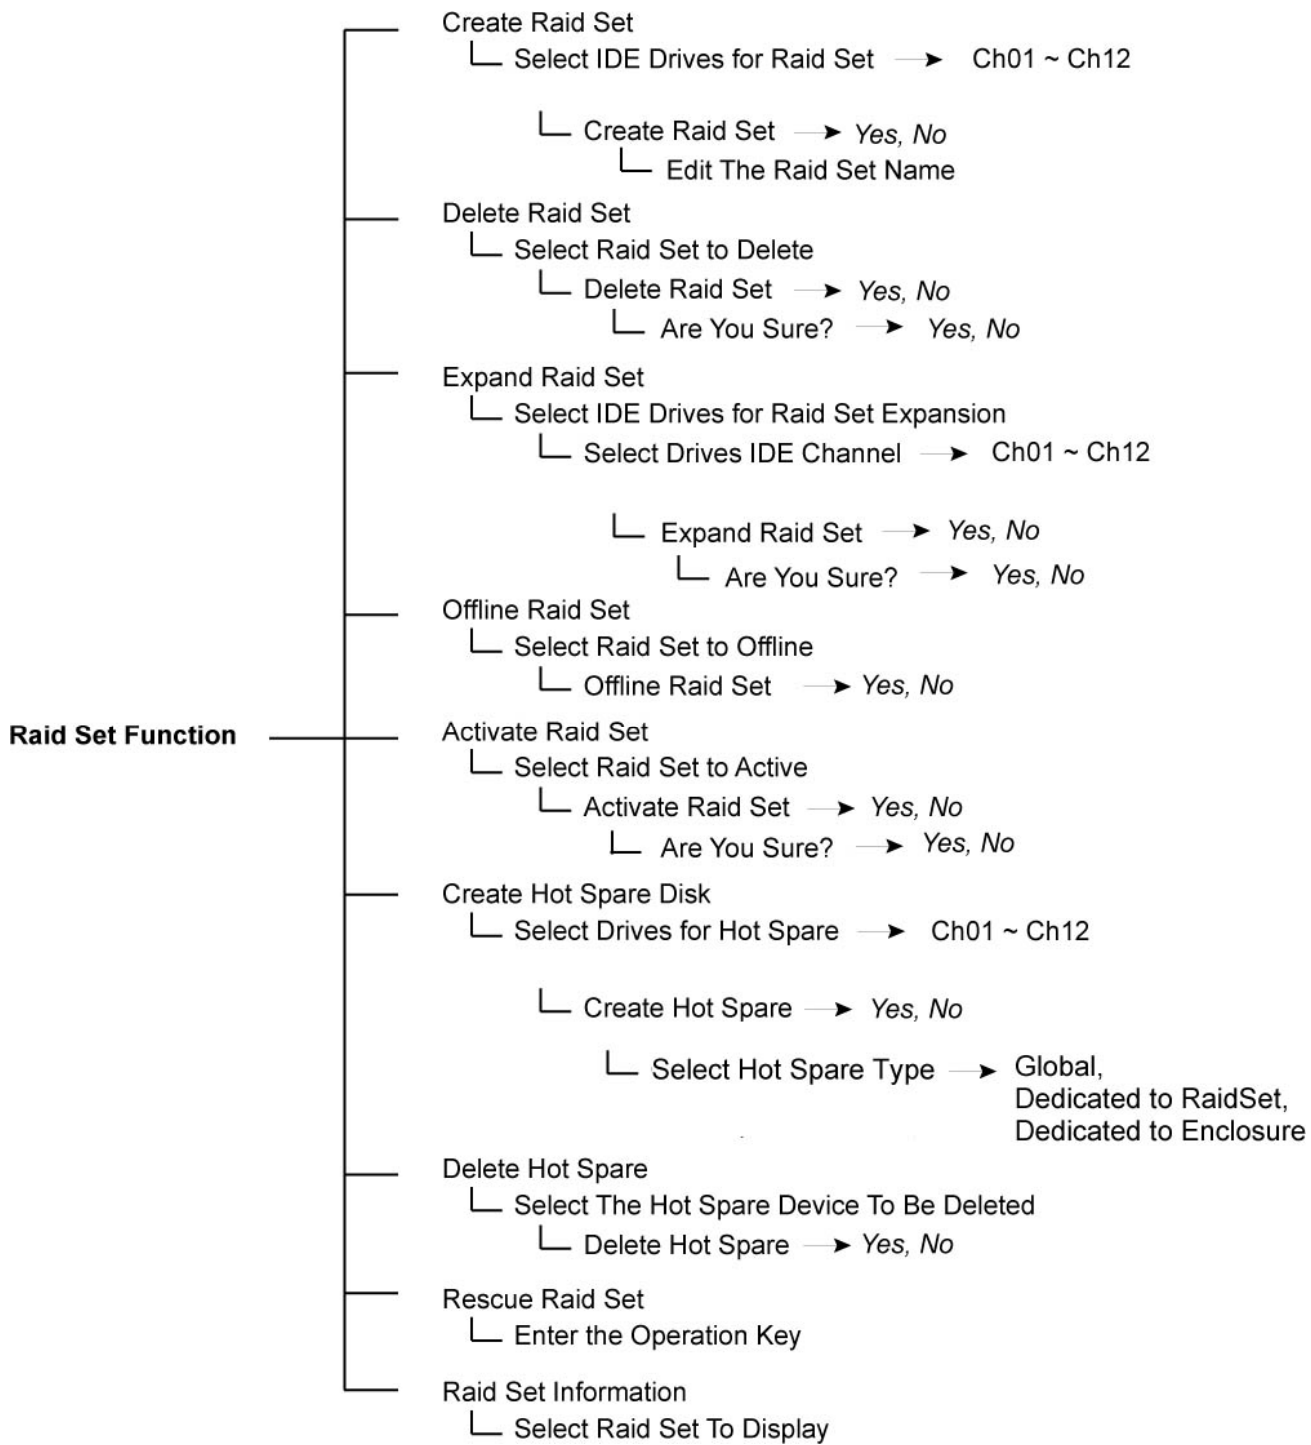 Create Raid Set
Select IDE Drives for Raid Set Ch01 ~ Ch12
Create Raid Set Yes, No
Edit The Raid Set Name
Delete Raid Set
Select Raid Set to Delete
Delete Raid Set Yes, No
Are You Sure? Yes, No
Expand Raid Set
Select IDE Drives for Raid Set Expansion
Select Drives IDE Channel Ch01 ~ Ch12
Expand Raid Set Yes, No
Are You Sure? Yes, No
Offline Raid Set
Select Raid Set to Offline
Offline Raid Set Yes, No
Raid Set Function
Activate Raid Set
Select Raid Set to Active
Activate Raid Set Yes, No
Are You Sure? Yes, No
Create Hot Spare Disk
Select Drives for Hot Spare Ch01 ~ Ch12
Create Hot Spare Yes, No
Select Hot Spare Type Global,
Dedicated to RaidSet,
Dedicated to Enclosure
Delete Hot Spare
Select The Hot Spare Device To Be Deleted
Delete Hot Spare Yes, No
Rescue Raid Set
Enter the Operation Key
Raid Set Information
Select Raid Set To Display